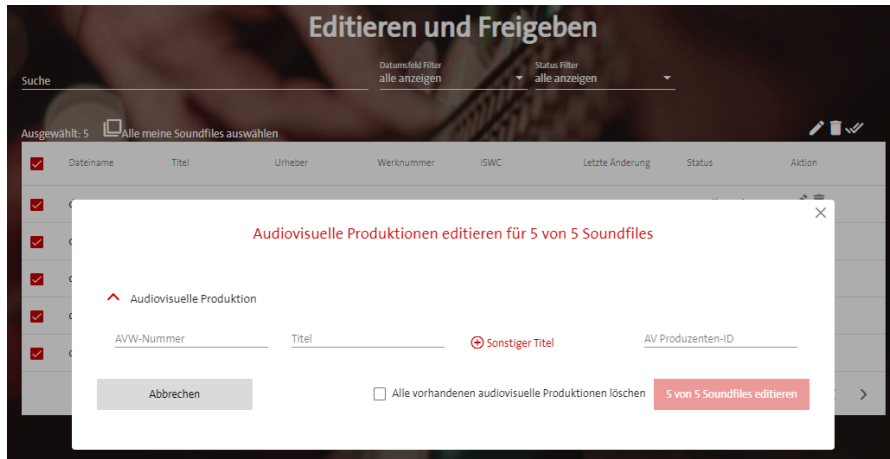 Editieren und Freigeben
Suche
Datumsfeld Filter
alle anzeigen
Status Filter
alle anzeigen
Ausgewählt: 5 Alle meine Soundfiles auswählen
Dateiname Titel Urheber Werknummer ISWC Letzte Änderung Status Aktion
Audiovisuelle Produktionen editieren für 5 von 5 Soundfiles
Audiovisuelle Produktion
AVW-Nummer Titel Sonstiger Titel AV Produzenten-ID
Abbrechen Alle vorhandenen audiovisuelle Produktionen löschen 5 von 5 Soundfiles editieren